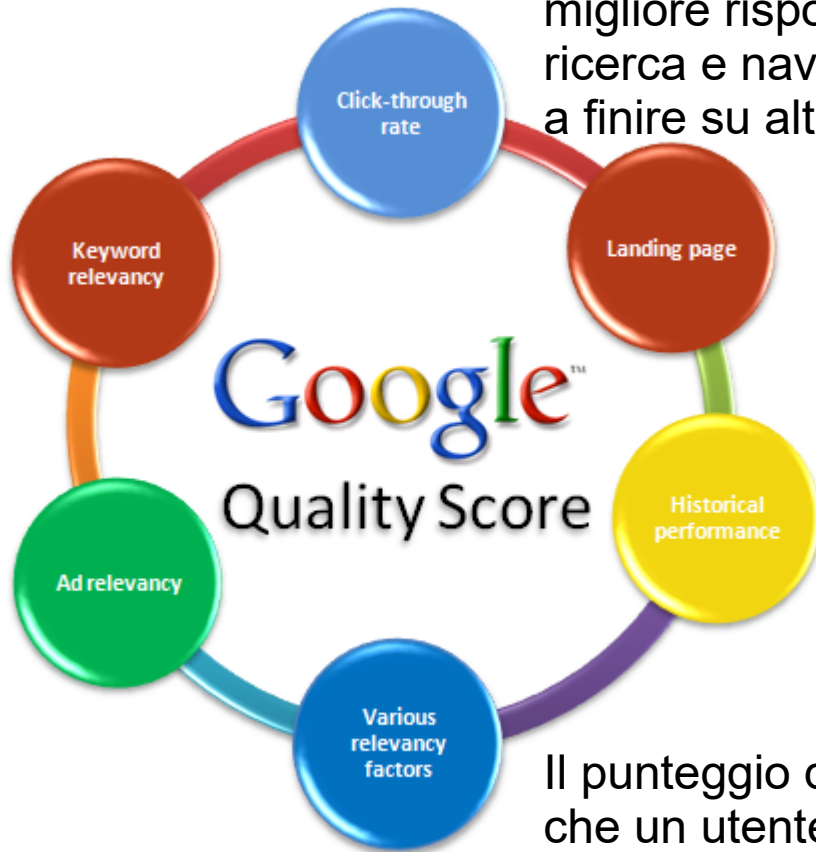 migliore rispo
ricerca e nav
a finire su alt
Click-through
rate
Keyword
relevancy
Landing page
Google™
Quality Score
Historical
performance
Ad relevancy
Various
relevancy
factors
Il punteggio
che un utente